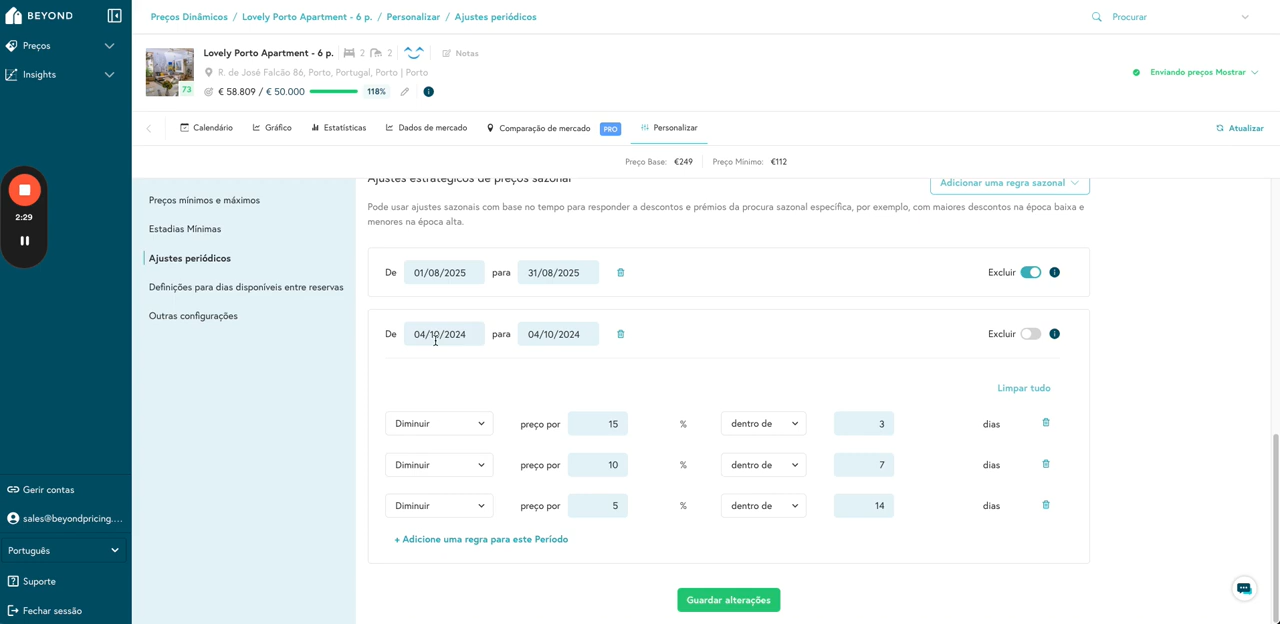 BEYOND
Preços
Insights
2:29
Gerir contas
sales@beyondpricing....
Português
Suporte
Fechar sessão
Preços Dinâmicos / Lovely Porto Apartment - 6 p. / Personalizar / Ajustes periódicos
Procurar
Lovely Porto Apartment - 6 p. 2 2 Notas
R. de José Falcão 86, Porto, Portugal, Porto | Porto
73
€ 58.809 / € 50.000 118%
Enviando preços Mostrar
Calendário Gráfico Estatísticas Dados de mercado Comparação de mercado PRO Personalizar
Atualizar
Preço Base: €249 Preço Mínimo: €112
Preços mínimos e máximos
Estadias Mínimas
Ajustes periódicos
Definições para dias disponíveis entre reservas
Outras configurações
Ajustes estratégicos de preços sazonal
Adicionar uma regra sazonal
Pode usar ajustes sazonais com base no tempo para responder a descontos e prémios da procura sazonal específica, por exemplo, com maiores descontos na época baixa e
menores na época alta.
De 01/08/2025 para 31/08/2025 Excluir
De 04/10/2024 para 04/10/2024 Excluir
Limpar tudo
Diminuir preço por 15 % dentro de 3 dias
Diminuir preço por 10 % dentro de 7 dias
Diminuir preço por 5 % dentro de 14 dias
+ Adicione uma regra para este Período
Guardar alterações